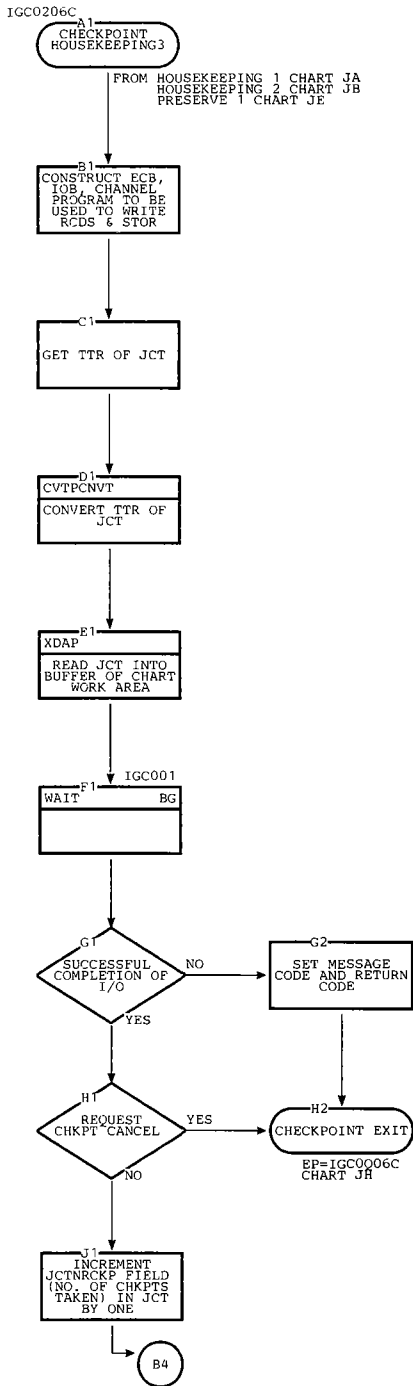 IGC0206C
A1
CHECKPOINT
HOUSEKEEPING3
FROM HOUSEKEEPING 1 CHART JA
HOUSEKEEPING 2 CHART JB
PRESERVE 1 CHART JE
B1
CONSTRUCT ECB,
IOB, CHANNEL
PROGRAM TO BE
USED TO WRITE
RCDS & STOR
C1
GET TTR OF JCT
D1
CVTPCNVT
CONVERT TTR OF
JCT
E1
XDAP
READ JCT INTO
BUFFER OF CHART
WORK AREA
IGC001
F1
WAIT BG
G1
SUCCESSFUL
COMPLETION OF
I/O
NO
YES
G2
SET MESSAGE
CODE AND RETURN
CODE
H1
REQUEST
CHKPT CANCEL
YES
NO
H2
CHECKPOINT EXIT
EP=IGC0Q06C
CHART JH
J1
INCREMENT
JCTNRCKP FIELD
(NO. OF CHKPTS
TAKEN) IN JCT
BY ONE
B4